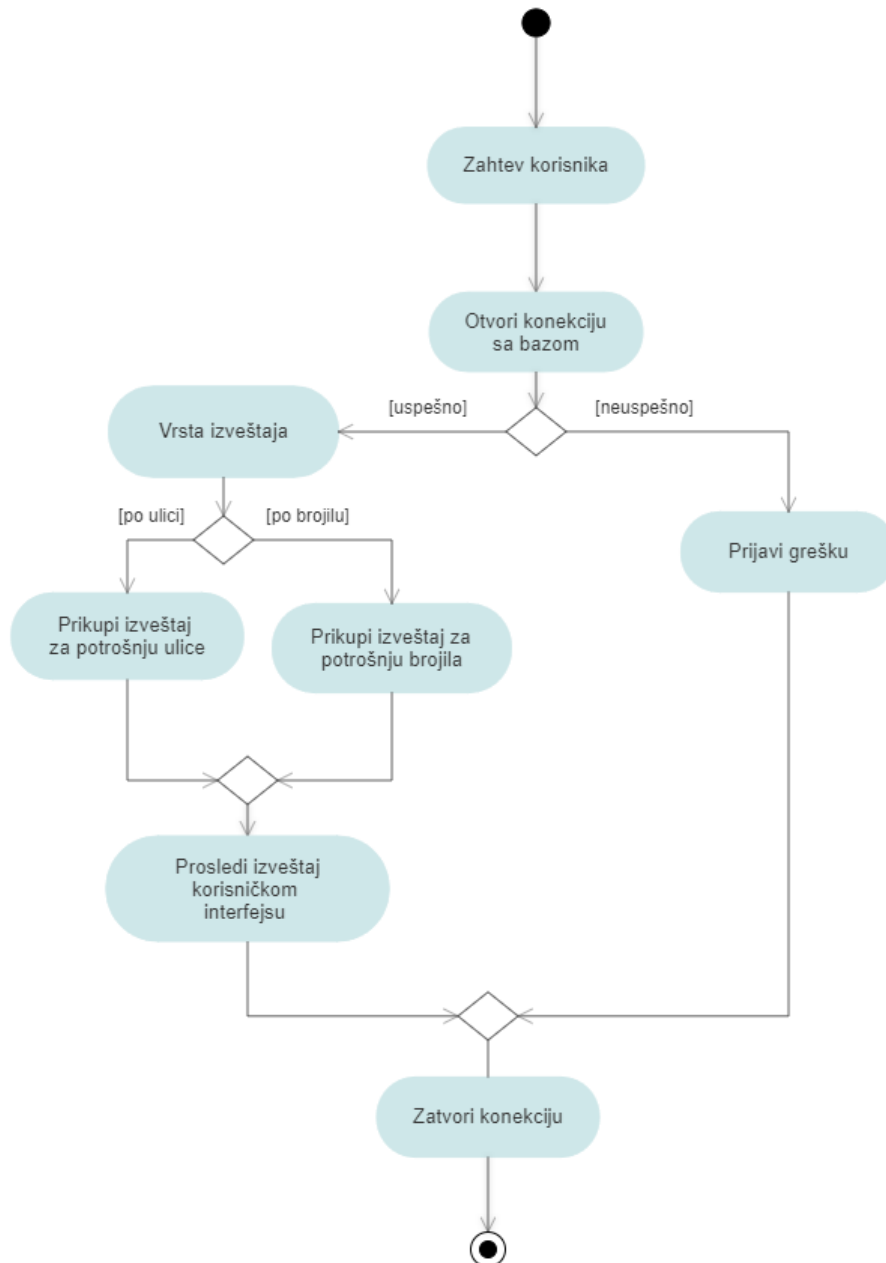 Zahtev korisnika
Otvori konekciju
sa bazom
[uspešno]
[neuspešno]
Vrsta izveštaja
[po ulici]
[po brojilu]
Prijavi grešku
Prikupi izveštaj
za potrošnju ulice
Prikupi izveštaj za
potrošnju brojila
Prosledi izveštaj
korisničkom
interfejsu
Zatvori konekciju